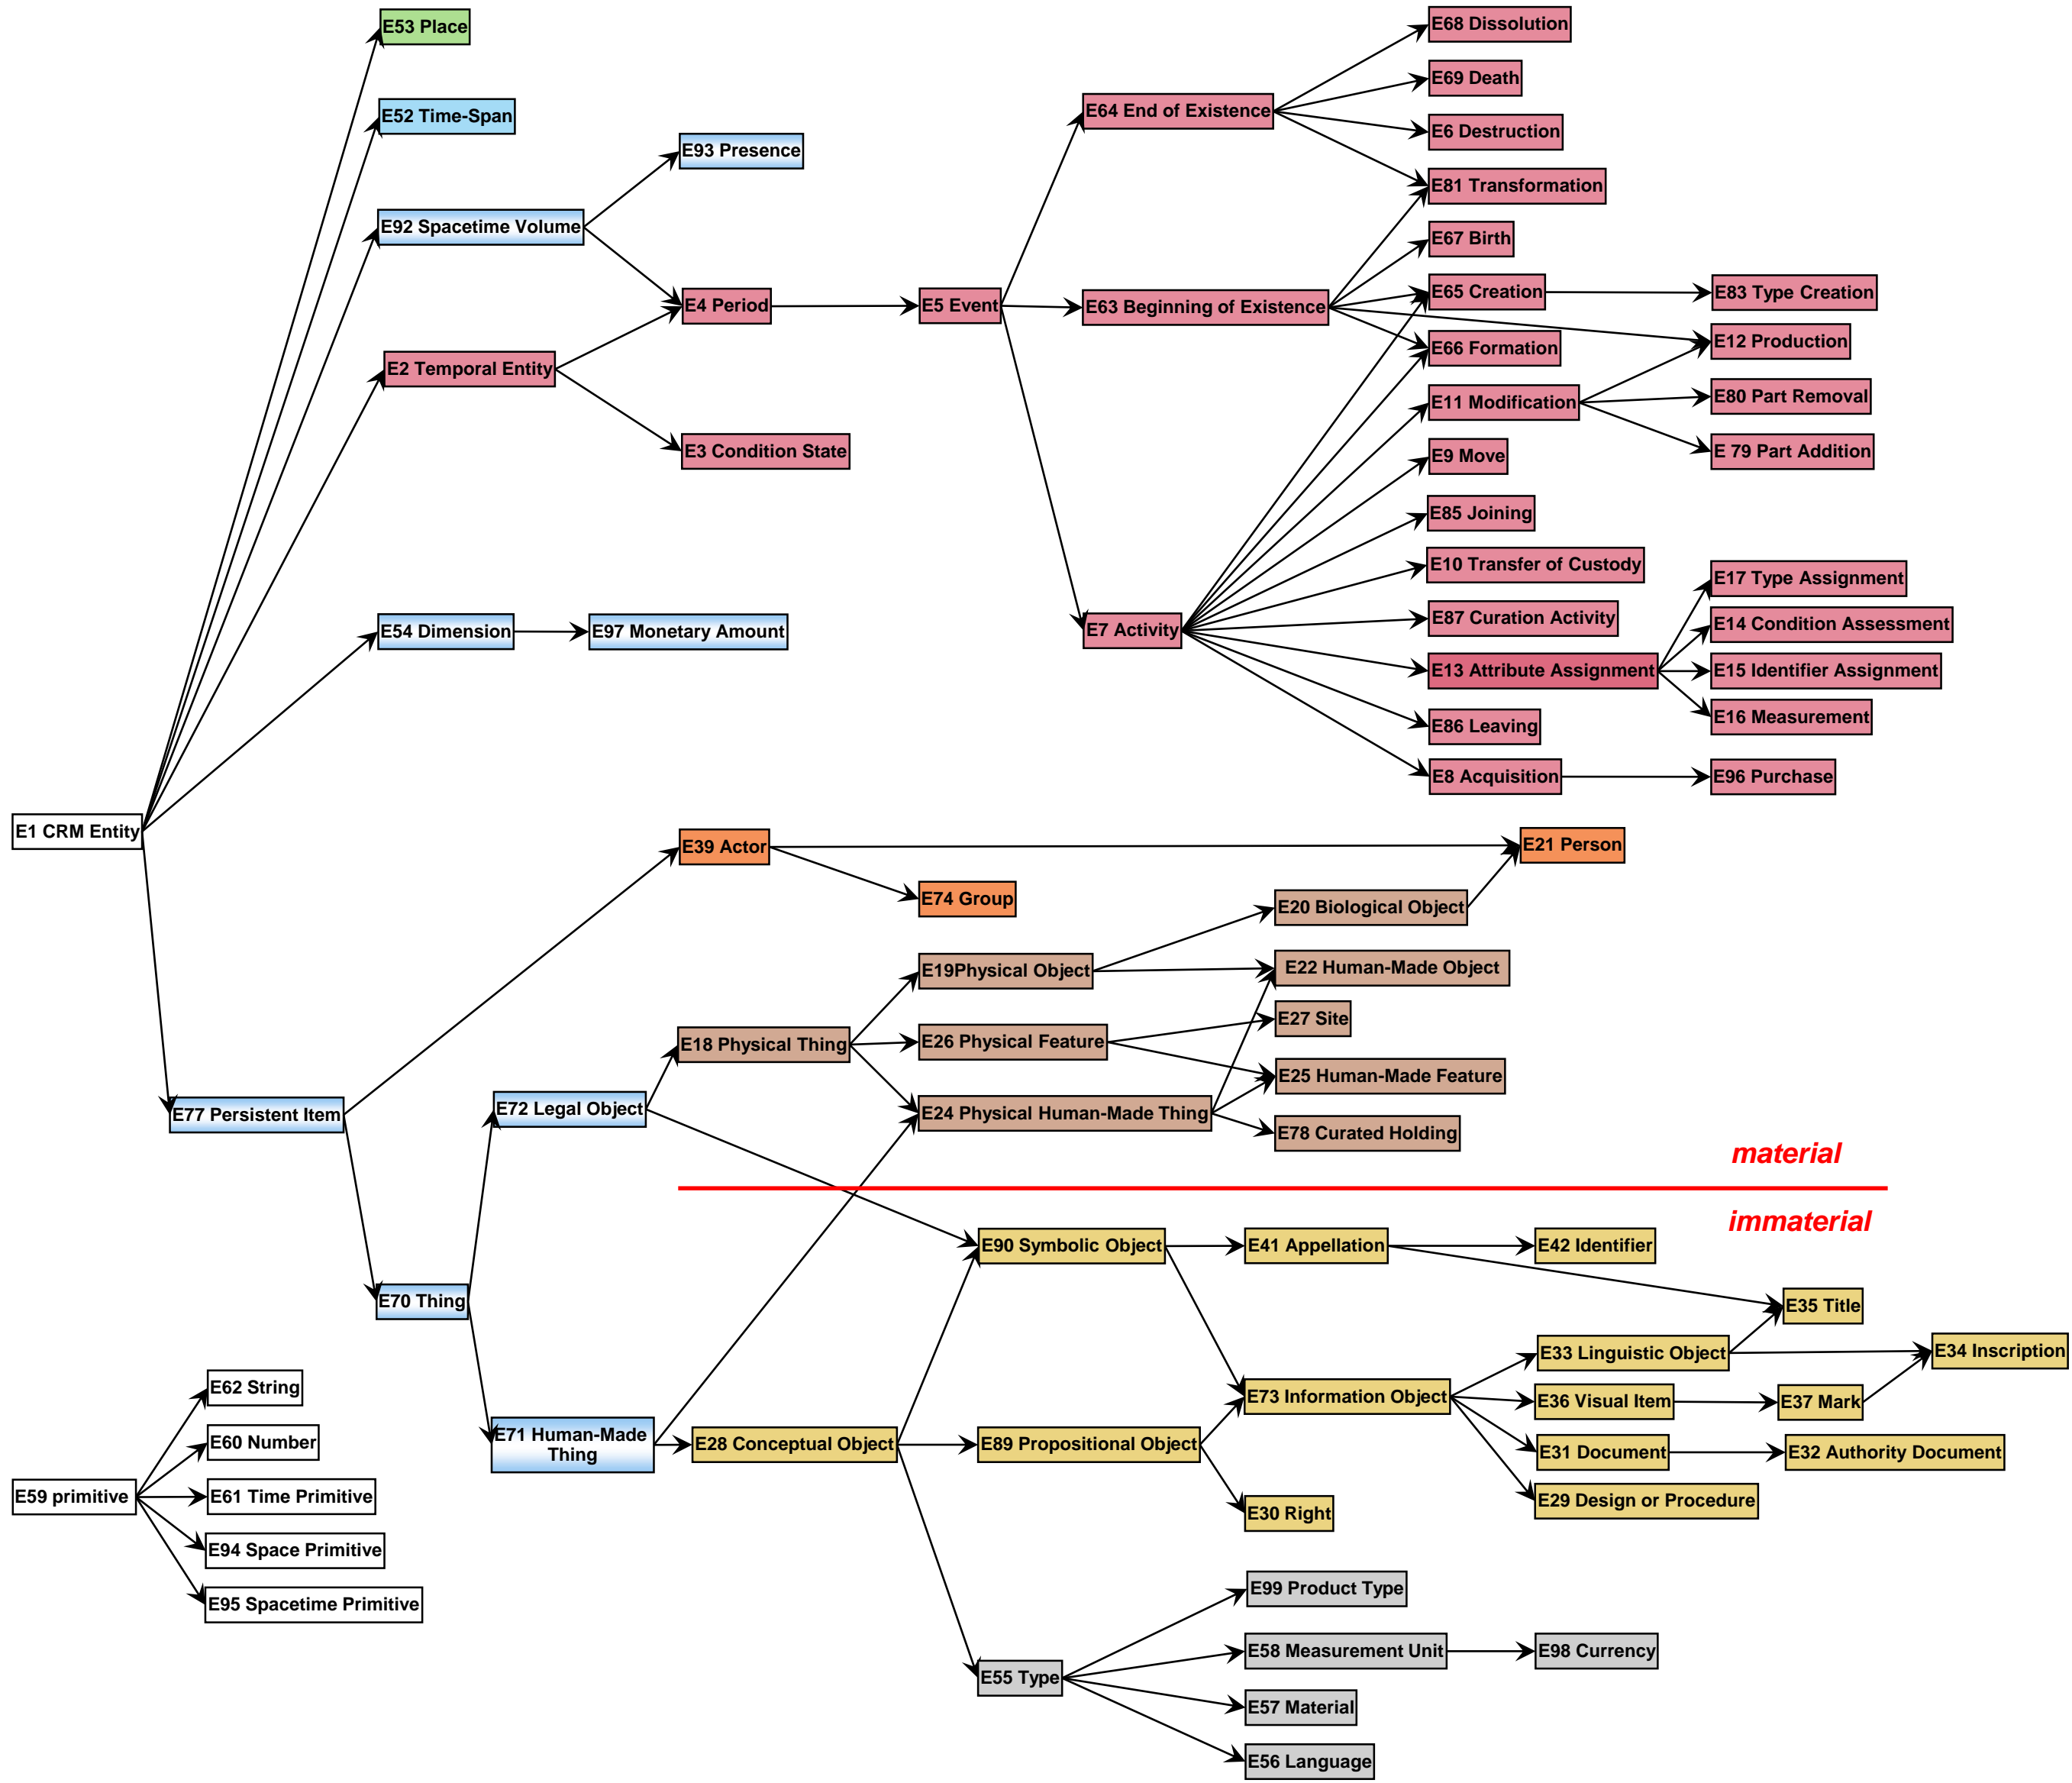 E53 Place
E68 Dissolution
E69 Death
E52 Time-Span
E64 End of Existence
E6 Destruction
E93 Presence
E81 Transformation
E92 Spacetime Volume
E67 Birth
E4 Period
E5 Event
E63 Beginning of Existence
E65 Creation
E83 Type Creation
E12 Production
E66 Formation
E2 Temporal Entity
E11 Modification
E80 Part Removal
E3 Condition State
E9 Move
E 79 Part Addition
E85 Joining
E10 Transfer of Custody
E17 Type Assignment
E54 Dimension
E97 Monetary Amount
E7 Activity
E87 Curation Activity
E14 Condition Assessment
E13 Attribute Assignment
E15 Identifier Assignment
E86 Leaving
E16 Measurement
E8 Acquisition
E96 Purchase
E1 CRM Entity
E39 Actor
E21 Person
E74 Group
E20 Biological Object
E19Physical Object
E22 Human-Made Object
E18 Physical Thing
E26 Physical Feature
E27 Site
E25 Human-Made Feature
E77 Persistent Item
E72 Legal Object
E24 Physical Human-Made Thing
E78 Curated Holding
material
immaterial
E90 Symbolic Object
E41 Appellation
E42 Identifier
E70 Thing
E35 Title
E33 Linguistic Object
E34 Inscription
E62 String
E73 Information Object
E36 Visual Item
E37 Mark
E60 Number
E71 Human-Made
Thing
E28 Conceptual Object
E89 Propositional Object
E31 Document
E32 Authority Document
E59 primitive
E61 Time Primitive
E30 Right
E29 Design or Procedure
E94 Space Primitive
E95 Spacetime Primitive
E99 Product Type
E55 Type
E58 Measurement Unit
E98 Currency
E57 Material
E56 Language